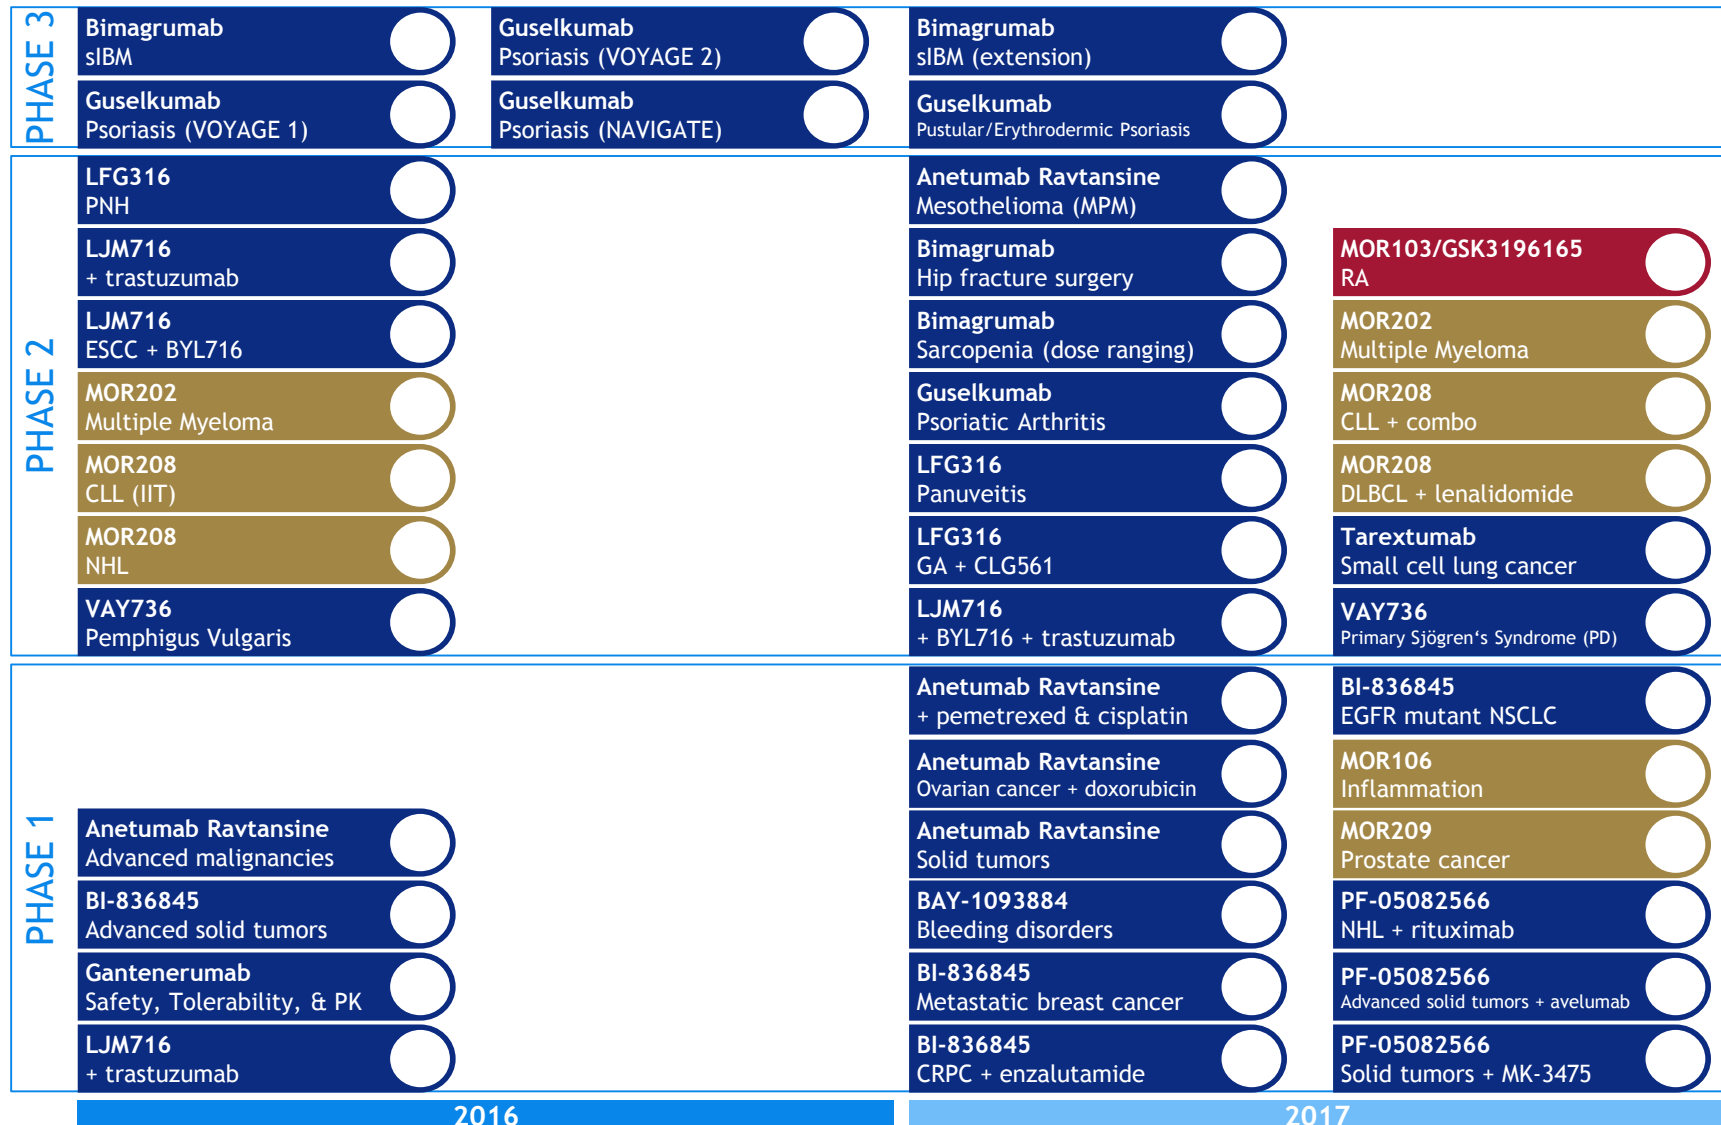 PHASE 3
Bimagrumab
sIBM
Guselkumab
Psoriasis (VOYAGE 2)
Bimagrumab
sIBM (extension)
Guselkumab
Psoriasis (VOYAGE 1)
Guselkumab
Psoriasis (NAVIGATE)
Guselkumab
Pustular/Erythrodermic Psoriasis
PHASE 2
LFG316
PNH
LJM716
+ trastuzumab
LJM716
ESCC + BYL716
MOR202
Multiple Myeloma
MOR208
CLL (IIT)
MOR208
NHL
VAY736
Pemphigus Vulgaris
Anetumab Ravtansine
Mesothelioma (MPM)
Bimagrumab
Hip fracture surgery
Bimagrumab
Sarcopenia (dose ranging)
Guselkumab
Psoriatic Arthritis
LFG316
Panuveitis
LFG316
GA + CLG561
LJM716
+ BYL716 + trastuzumab
MOR103/GSK3196165
RA
MOR202
Multiple Myeloma
MOR208
CLL + combo
MOR208
DLBCL + lenalidomide
Tarextumab
Small cell lung cancer
VAY736
Primary Sjögren‘s Syndrome (PD)
PHASE 1
Anetumab Ravtansine
Advanced malignancies
BI-836845
Advanced solid tumors
Gantenerumab
Safety, Tolerability, & PK
LJM716
+ trastuzumab
Anetumab Ravtansine
+ pemetrexed & cisplatin
Anetumab Ravtansine
Ovarian cancer + doxorubicin
Anetumab Ravtansine
Solid tumors
BAY-1093884
Bleeding disorders
BI-836845
Metastatic breast cancer
BI-836845
CRPC + enzalutamide
BI-836845
EGFR mutant NSCLC
MOR106
Inflammation
MOR209
Prostate cancer
PF-05082566
NHL + rituximab
PF-05082566
Advanced solid tumors + avelumab
PF-05082566
Solid tumors + MK-3475
2016
2017